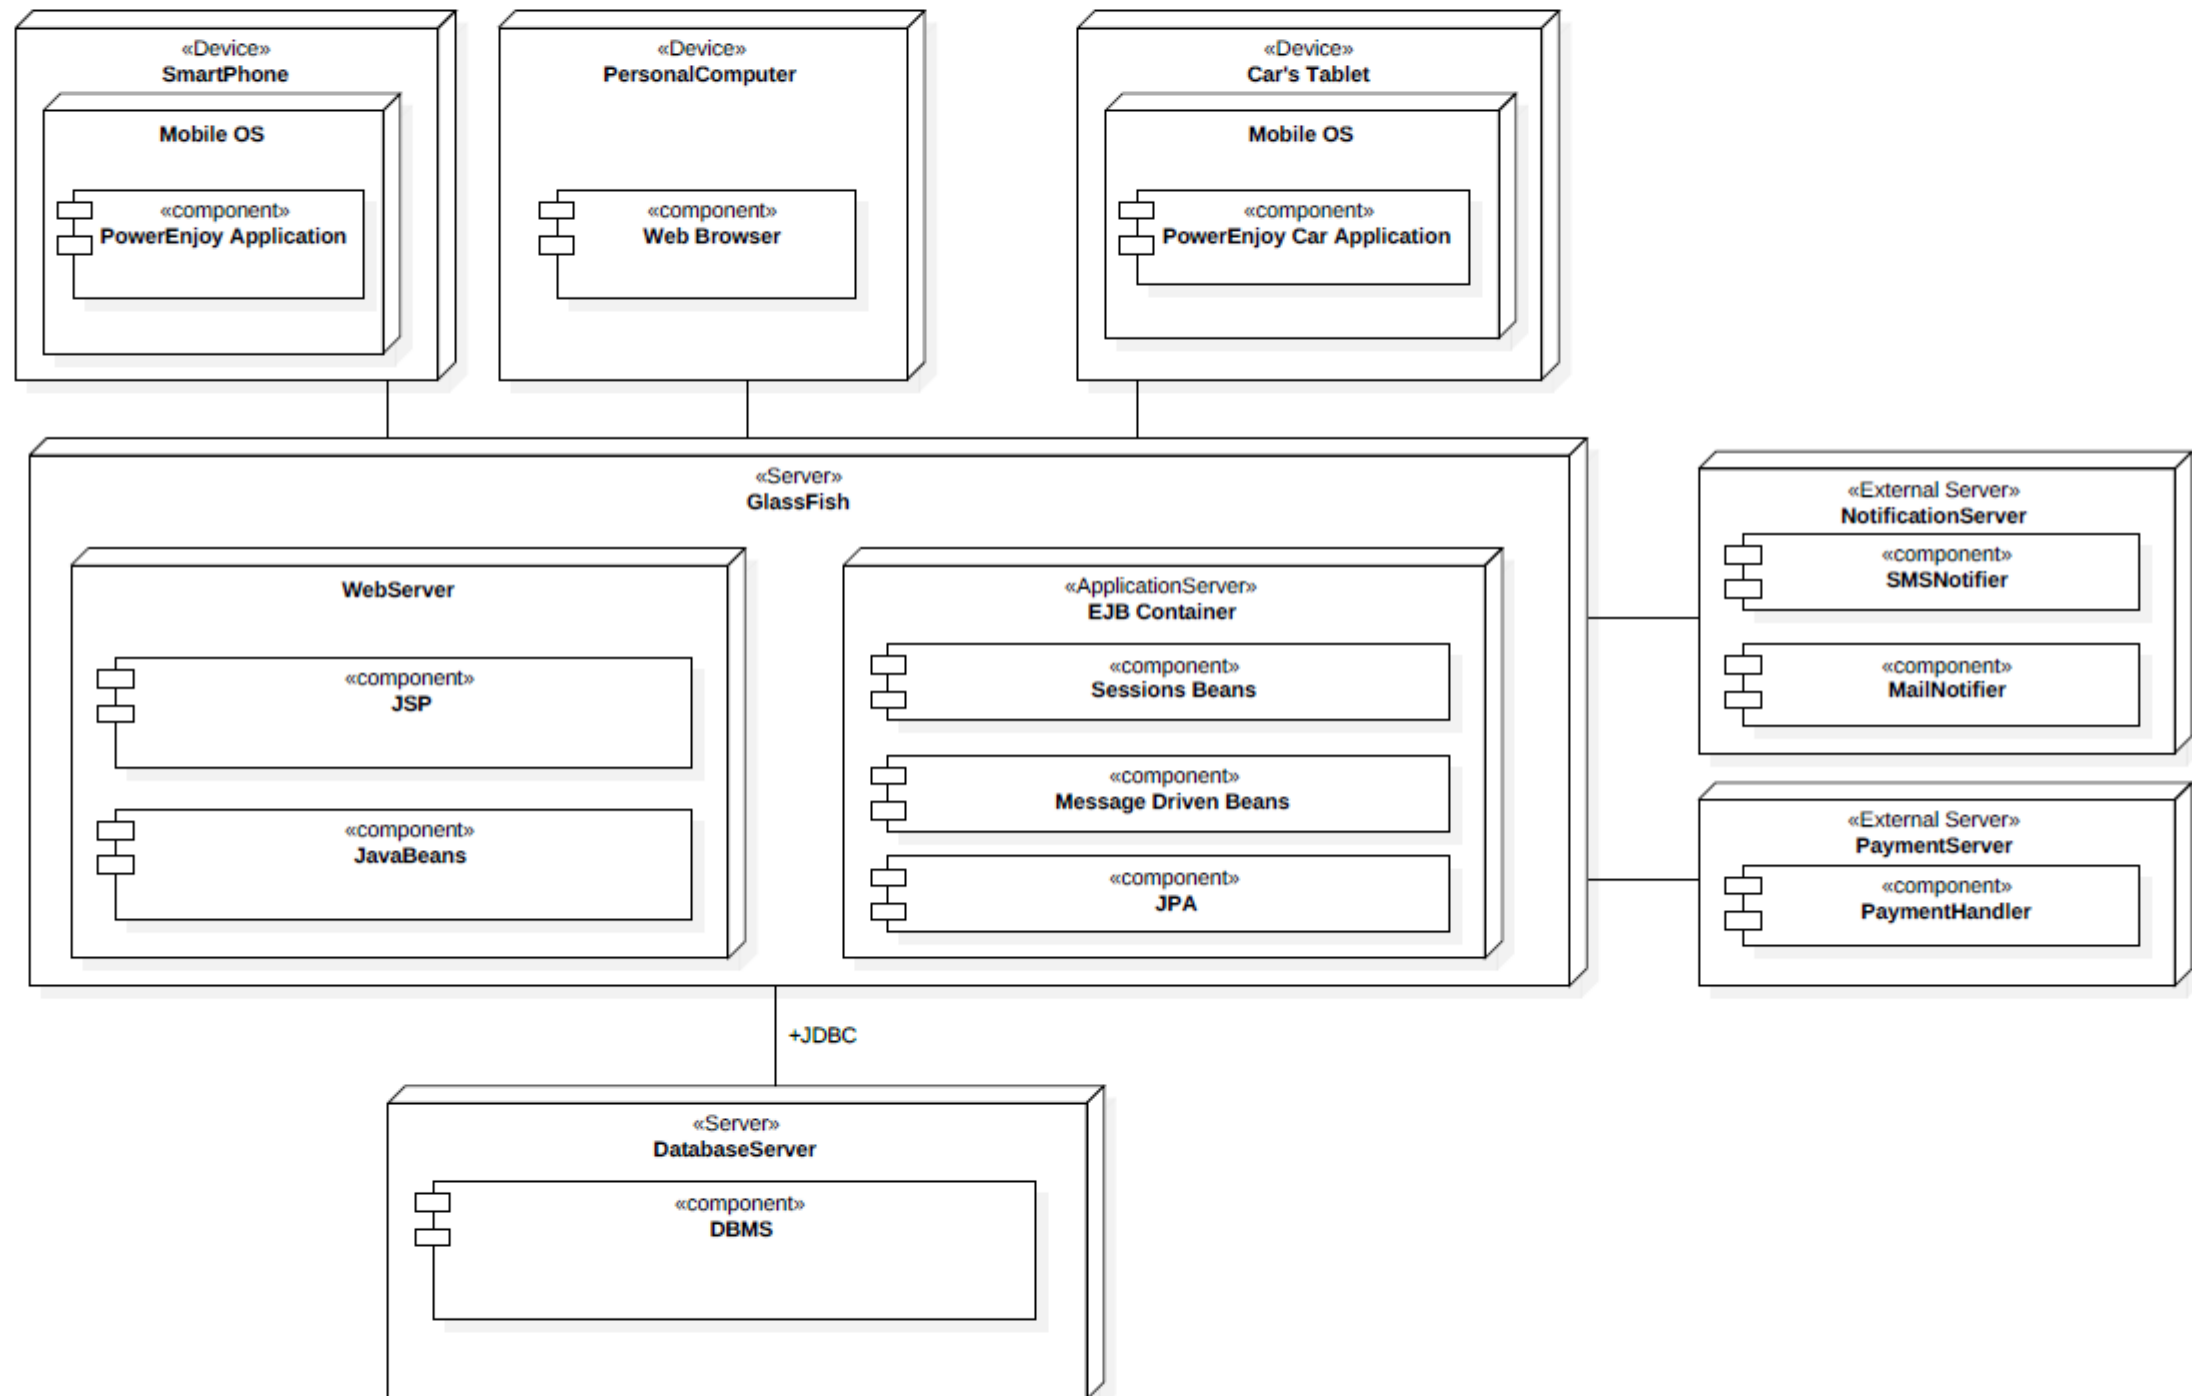 «Device»
SmartPhone
Mobile OS
«component»
PowerEnjoy Application
«Device»
PersonalComputer
«component»
Web Browser
«Device»
Car's Tablet
Mobile OS
«component»
PowerEnjoy Car Application
«Server»
GlassFish
WebServer
«component»
JSP
«component»
JavaBeans
«ApplicationServer»
EJB Container
«component»
Sessions Beans
«component»
Message Driven Beans
«component»
JPA
«External Server»
NotificationServer
«component»
SMSNotifier
«component»
MailNotifier
«External Server»
PaymentServer
«component»
PaymentHandler
+JDBC
«Server»
DatabaseServer
«component»
DBMS